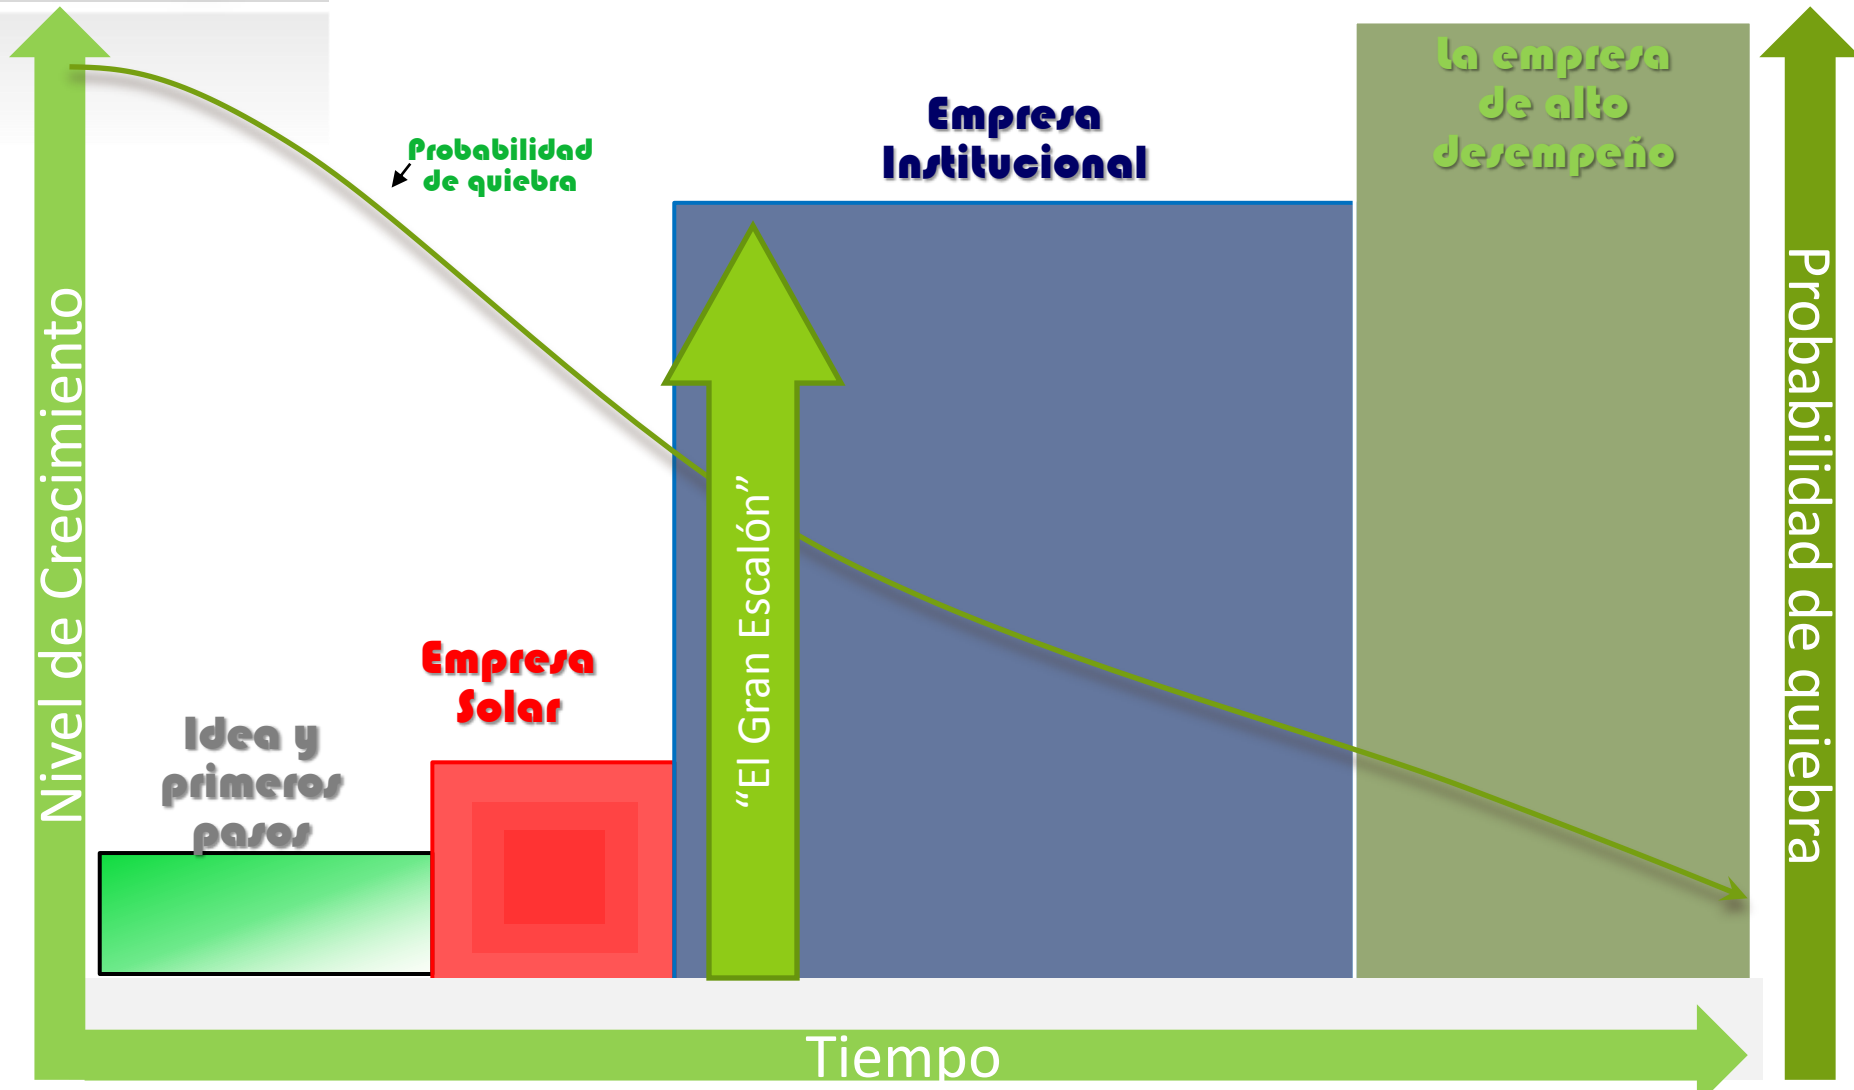 Nivel de Crecimiento
Probabilidad
de quiebra
Idea y
primeros
pasos
Empresa
Solar
"El Gran Escalón"
Empresa
Institucional
La empresa
de alto
desempeño
Probabilidad de quiebra
Tiempo